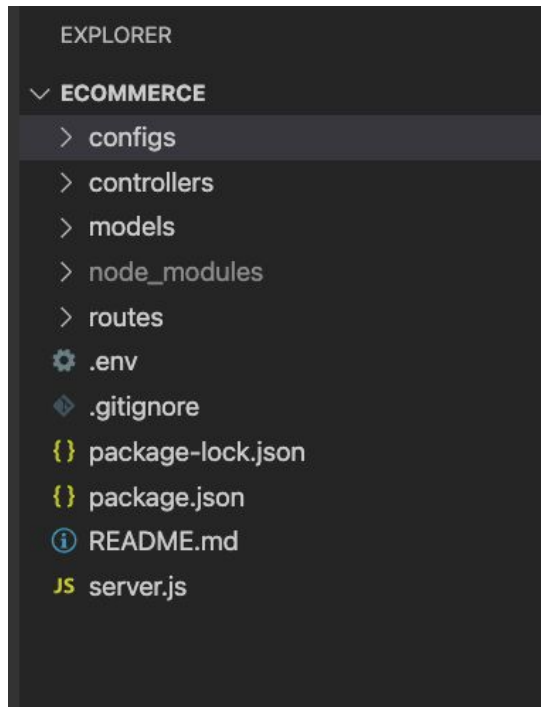 EXPLORER
ECOMMERCE
configs
controllers
models
node_modules
routes
.env
.gitignore
{} package-lock.json
{} package.json
README.md
JS server.js